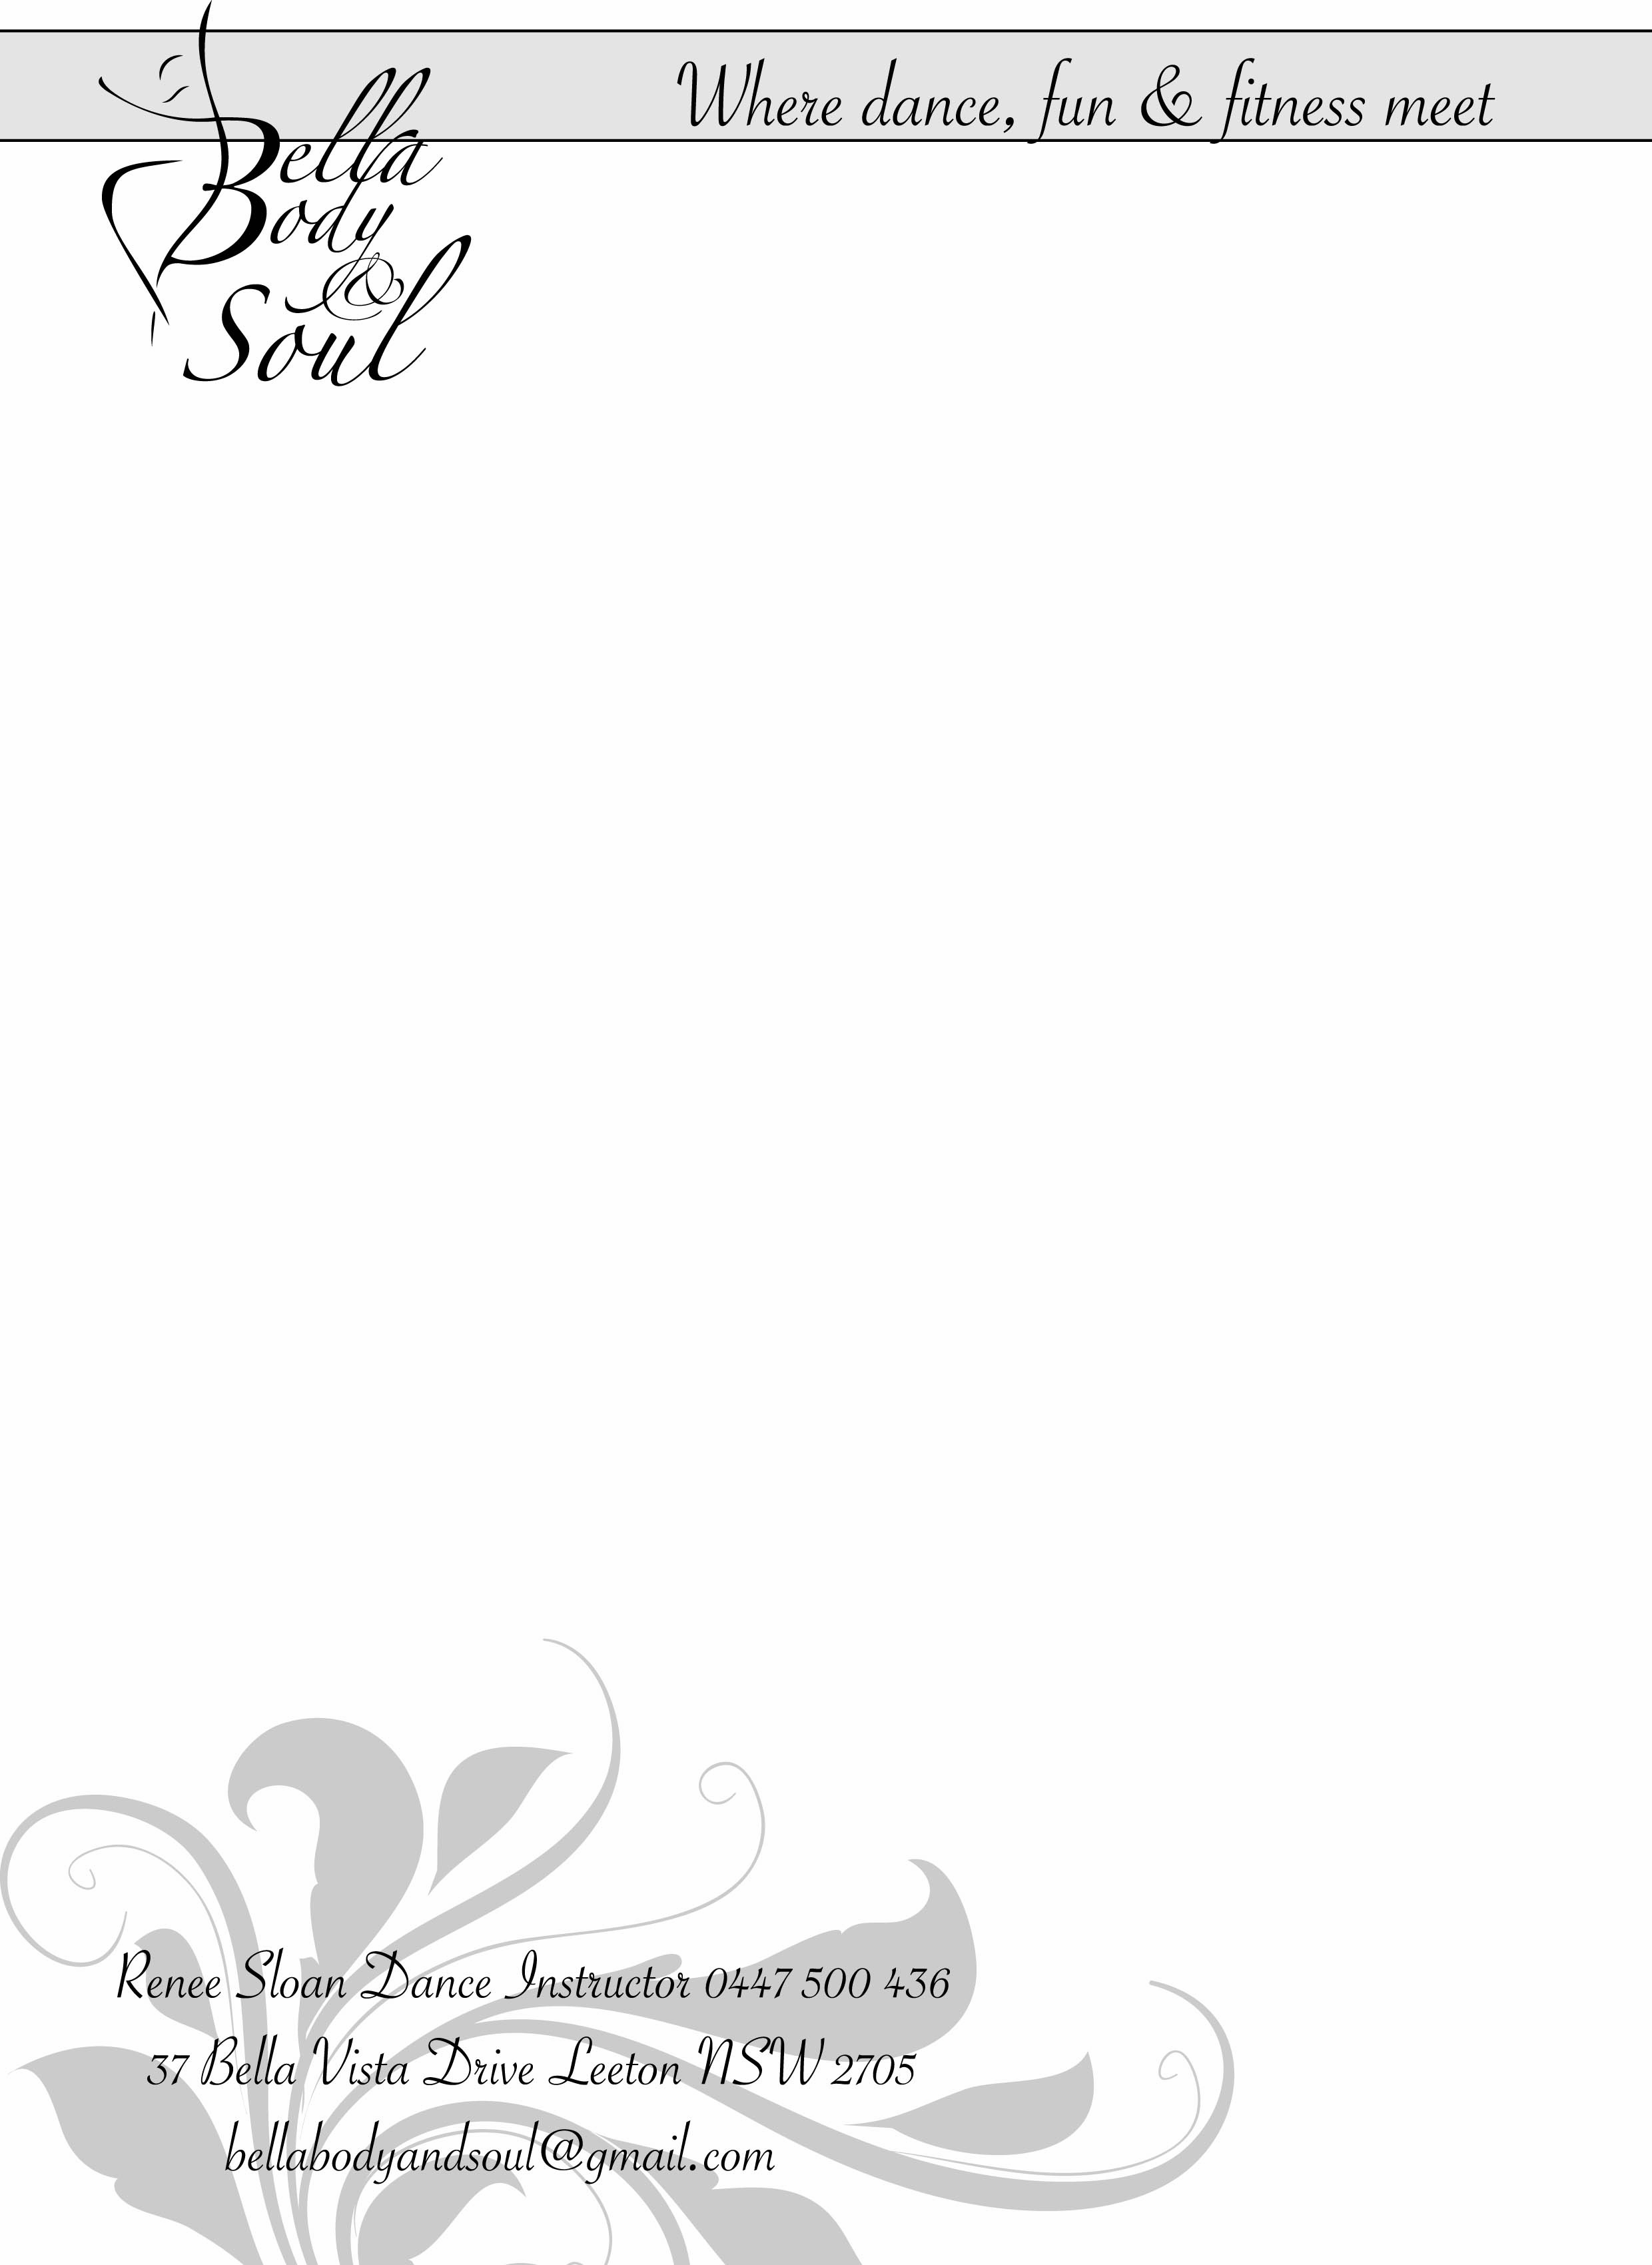 Where dance, fun & fitness meet
Bella
Body
&
Soul
Renee Sloan Dance Instructor 0447 500 436
37 Bella Vista Drive Leeton NSW 2705
bellabodyandsoul@gmail.com